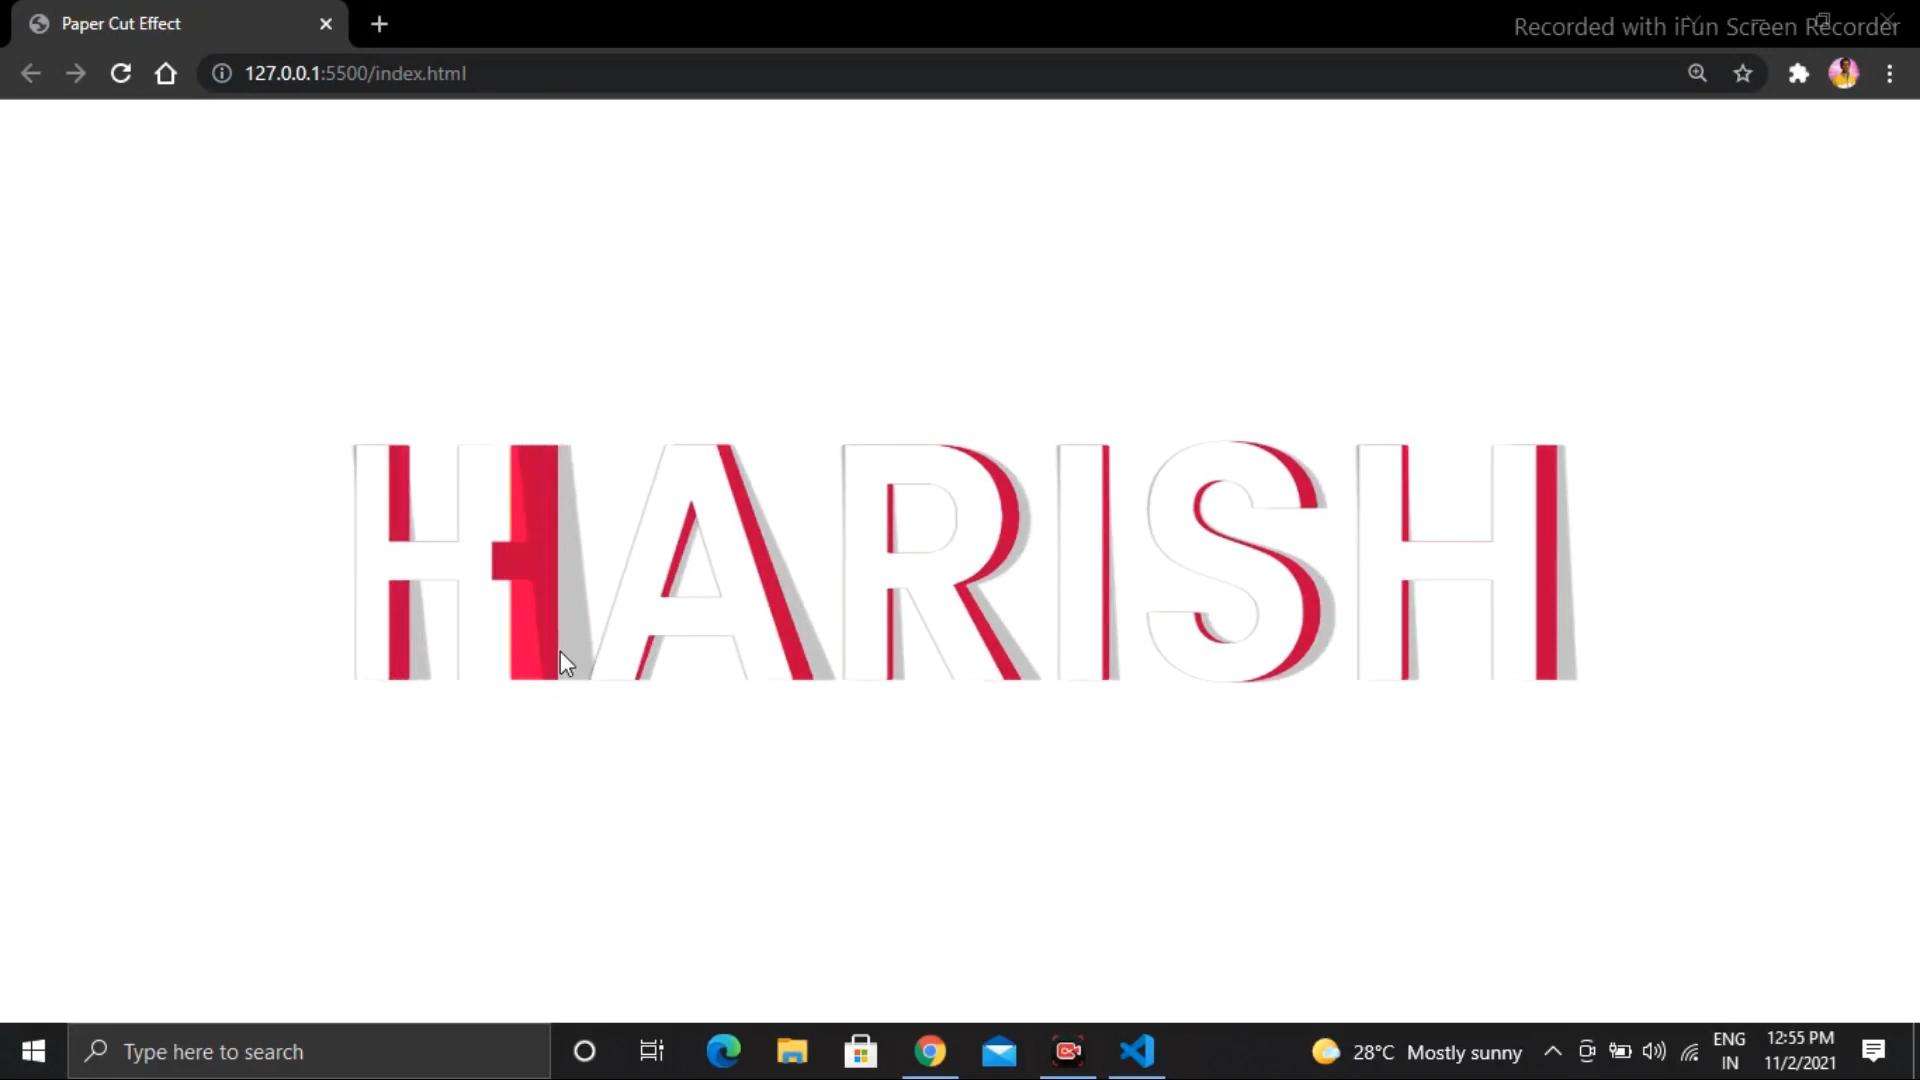 Paper Cut Effect
Recorded with iFun Screen Recorder
127.0.0.1:5500/index.html
HARISH
Type here to search
28°C Mostly sunny
ENG
IN
12:55 PM
11/2/2021